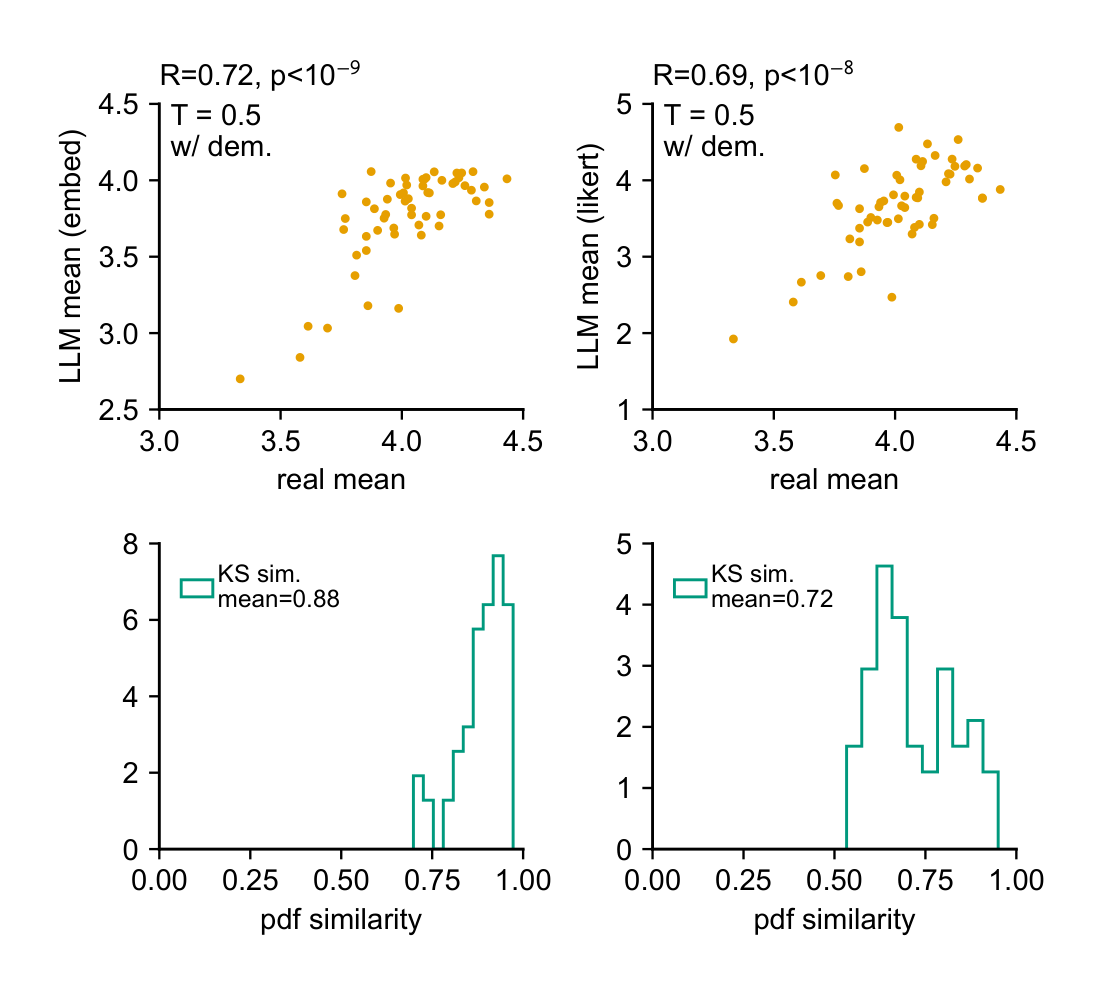 R=0.72, p<10⁻⁹
T = 0.5
w/ dem.
LLM mean (embed)
4.5
4.0
3.5
3.0
2.5
3.0 3.5 4.0 4.5
real mean
R=0.69, p<10⁻⁸
T = 0.5
w/ dem.
LLM mean (likert)
5
4
3
2
1
3.0 3.5 4.0 4.5
real mean
KS sim.
mean=0.88
8
6
4
2
0
0.00 0.25 0.50 0.75 1.00
pdf similarity
KS sim.
mean=0.72
5
4
3
2
1
0
0.00 0.25 0.50 0.75 1.00
pdf similarity